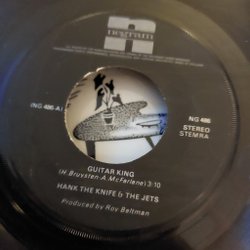 negram
(NG 486-A)
NG 486
STEREO
STEMRA
GUITAR KING
(H.Bruysten-A.McFarlane) 3:10
HANK THE KNIFE & THE JETS
Produced by Roy Beltman